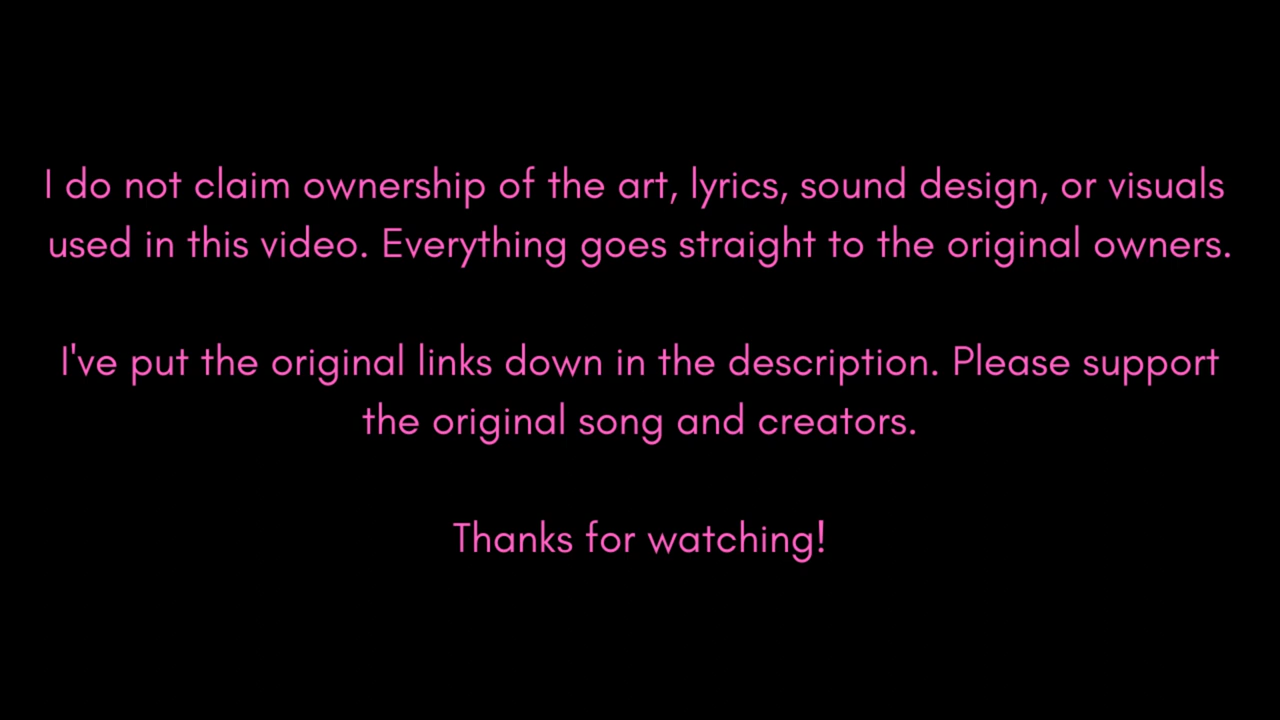 I do not claim ownership of the art, lyrics, sound design, or visuals
used in this video. Everything goes straight to the original owners.
I've put the original links down in the description. Please support
the original song and creators.
Thanks for watching!